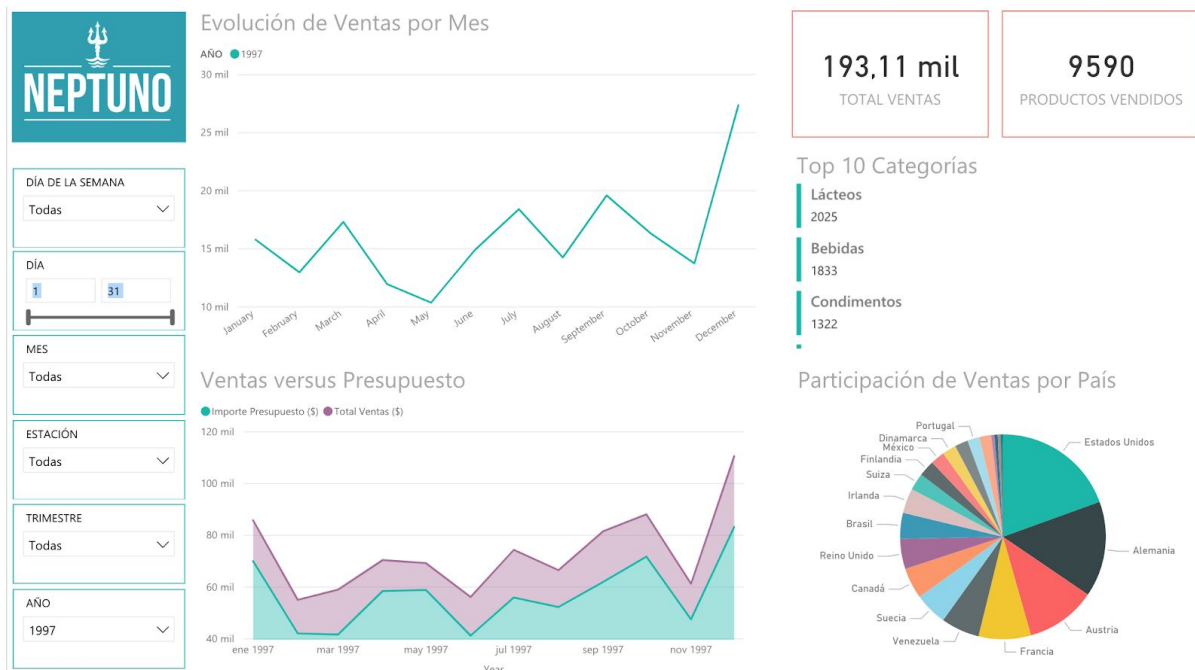 NEPTUNO
DÍA DE LA SEMANA
Todas
DÍA
1 31
MES
Todas
ESTACIÓN
Todas
TRIMESTRE
Todas
AÑO
1997
Evolución de Ventas por Mes
AÑO 1997
30 mil
25 mil
20 mil
15 mil
10 mil
January February March April May June July August September October November December
Ventas versus Presupuesto
Importe Presupuesto ($) Total Ventas ($)
120 mil
100 mil
80 mil
60 mil
40 mil
ene 1997 mar 1997 may 1997 jul 1997 sep 1997 nov 1997
Year
193,11 mil
TOTAL VENTAS
9590
PRODUCTOS VENDIDOS
Top 10 Categorías
Lácteos
2025
Bebidas
1833
Condimentos
1322
Participación de Ventas por País
Portugal
Dinamarca
México
Finlandia
Suiza
Irlanda
Brasil
Reino Unido
Canadá
Suecia
Venezuela
Francia
Austria
Alemania
Estados Unidos